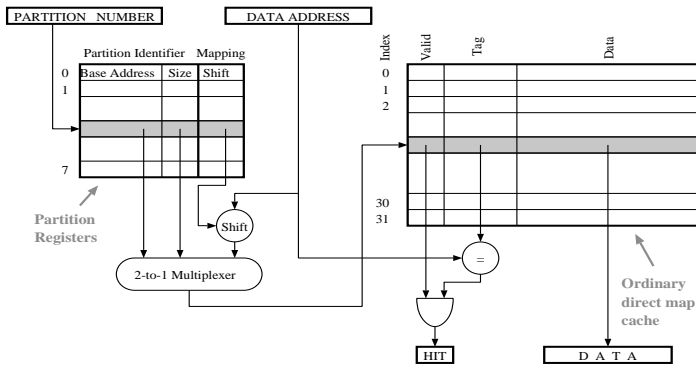 PARTITION NUMBER
DATA ADDRESS
Partition Identifier Mapping
Base Address Size Shift
0
1
7
Partition
Registers
Shift
2-to-1 Multiplexer
Index
Valid
Tag
Data
0
1
2
30
31
=
Ordinary
direct map
cache
HIT
D A T A